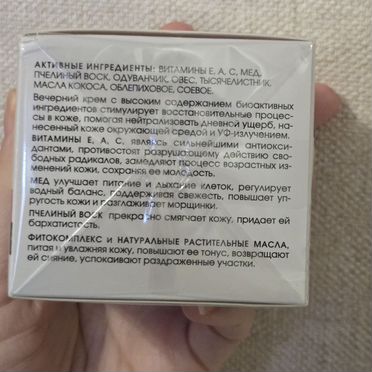 АКТИВНЫЕ ИНГРЕДИЕНТЫ: ВИТАМИНЫ Е, А, С, МЕД,
ПЧЕЛИНЫЙ ВОСК, ОДУВАНЧИК, ОВЕС, ТЫСЯЧЕЛИСТНИК,
МАСЛА КОКОСА, ОБЛЕПИХОВОЕ, СОЕВОЕ.
Вечерний крем с высоким содержанием биоактивных
ингредиентов стимулирует восстановительные процес-
сы в коже, помогая нейтрализовать дневной ущерб, на-
несенный коже окружающей средой и УФ-излучением.
ВИТАМИНЫ Е, А, С, являясь сильнейшими антиокси-
дантами, противостоят разрушающему действию сво-
бодных радикалов, замедляют процесс возрастных из-
менений кожи, сохраняя ее молодость.
МЕД улучшает питание и дыхание клеток, регулирует
водный баланс, поддерживая свежесть, повышает уп-
ругость кожи и разглаживает морщинки.
ПЧЕЛИНЫЙ ВОСК прекрасно смягчает кожу, придает ей
бархатистость.
ФИТОКОМПЛЕКС и НАТУРАЛЬНЫЕ РАСТИТЕЛЬНЫЕ МАСЛА,
питая и увлажняя кожу, повышают ее тонус, возвращают
ей сияние, успокаивают раздраженные участки.